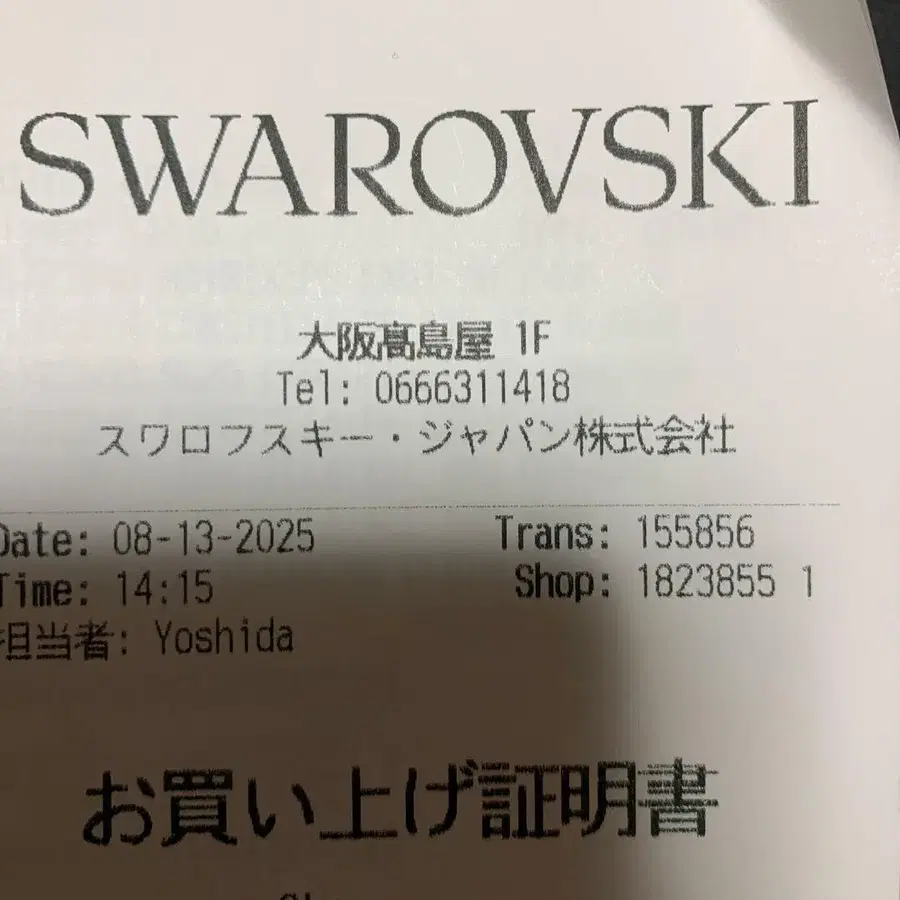 SWAROVSKI
大阪髙島屋 1F
Tel: 0666311418
スワロフスキー・ジャパン株式会社
Date: 08-13-2025 Trans: 155856
Time: 14:15 Shop: 1823855 1
担当者: Yoshida
お買い上げ証明書